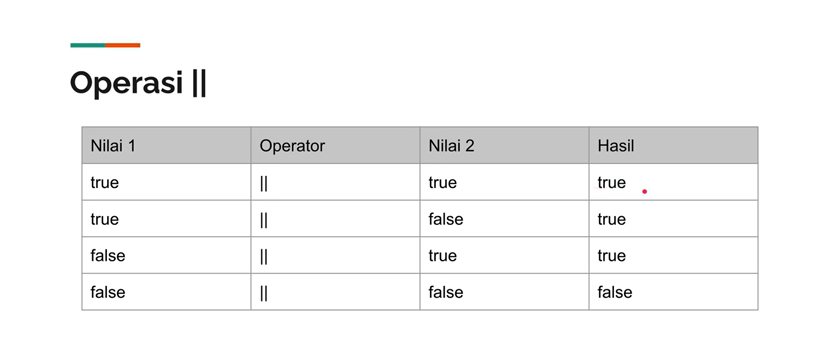 Operasi ||
Nilai 1 Operator Nilai 2 Hasil
true || true true
true || false true
false || true true
false || false false